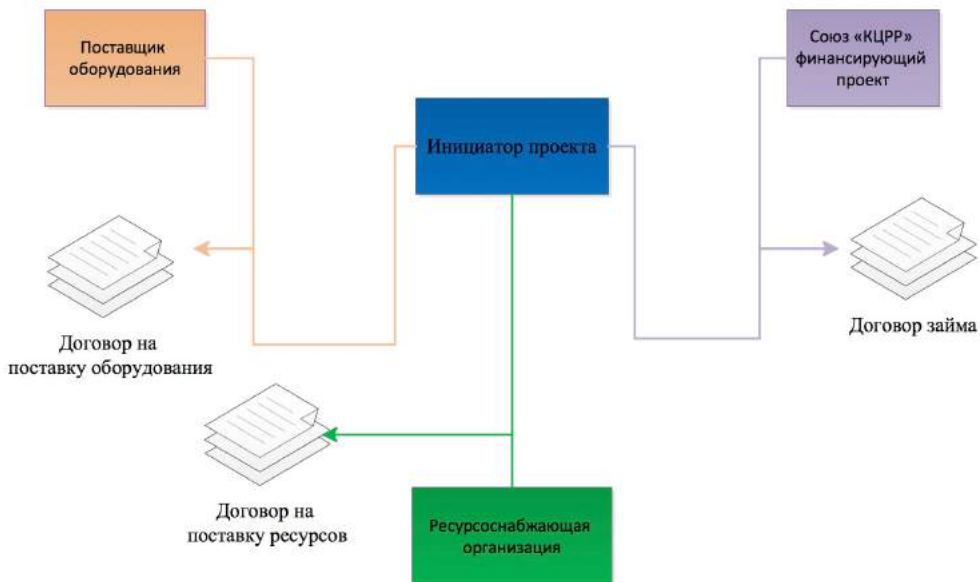 Поставщик
оборудования
Союз «КЦРР»
финансирующий
проект
Инициатор проекта
Договор на
поставку оборудования
Договор займа
Договор на
поставку ресурсов
Ресурсоснабжающая
организация